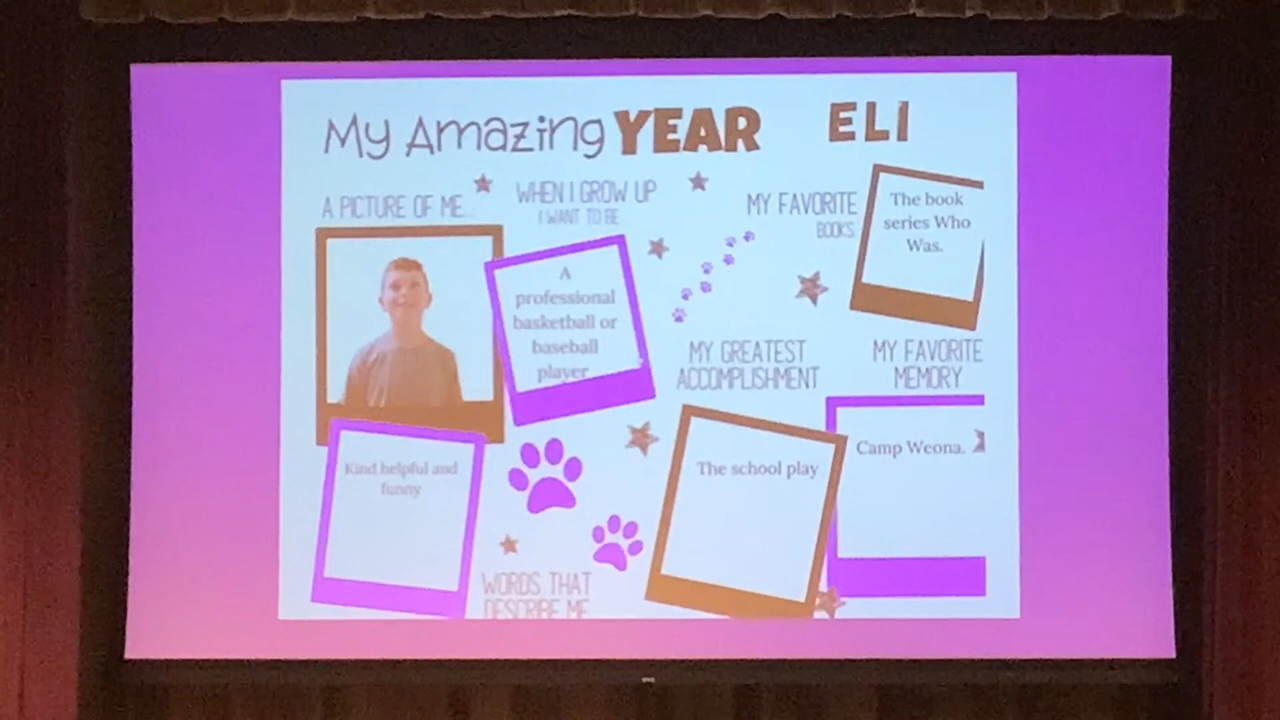 My Amazing YEAR ELI
A PICTURE OF ME
WHEN I GROW UP
I WANT TO BE
A
professional
basketball or
baseball
player
MY FAVORITE
BOOKS
The book
series Who
Was.
MY GREATEST
ACCOMPLISHMENT
The school play
MY FAVORITE
MEMORY
Camp Weona.
Kind helpful and
funny
WORDS THAT
DESCRIBE ME